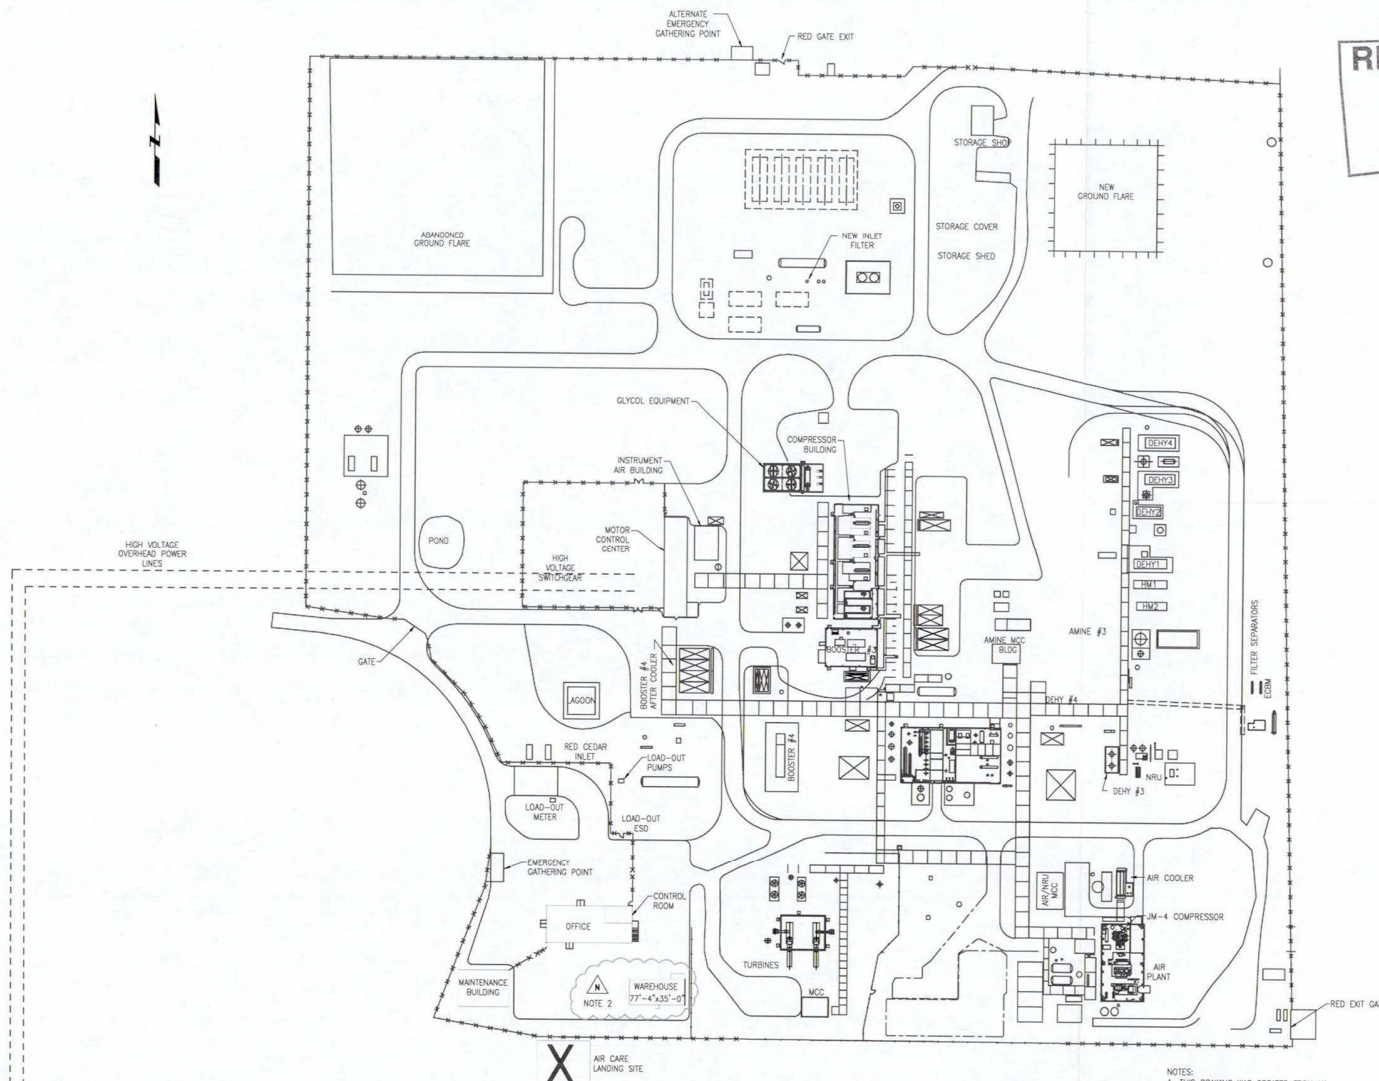 ALTERNATE
EMERGENCY
GATHERING POINT
RED GATE EXIT
N
STORAGE SHOP
NEW
GROUND FLARE
ABANDONED
GROUND FLARE
NEW INLET
FILTER
STORAGE COVER
STORAGE SHED
GLYCOL EQUIPMENT
COMPRESSOR
BUILDING
INSTRUMENT
AIR BUILDING
DEHY4
DEHY3
DEHY2
DEHY1
HM1
HM2
MOTOR
CONTROL
CENTER
POND
HIGH VOLTAGE
OVERHEAD POWER
LINES
HIGH
VOLTAGE
SWITCHGEAR
GATE
AMINE #3
AMINE MCC
BLDG
BOOSTER #3
BOOSTER #4
AFTER COOLER
FILTER SEPARATORS
ECBM
LAGOON
DEHY #4
RED CEDAR
INLET
LOAD-OUT
PUMPS
BOOSTER #4
NRU
DEHY #3
LOAD-OUT
METER
LOAD-OUT
ESD
EMERGENCY
GATHERING POINT
AIR COOLER
AIR/NRU
MCC
CONTROL
ROOM
OFFICE
JM-4 COMPRESSOR
TURBINES
AIR
PLANT
MAINTENANCE
BUILDING
N
NOTE 2
WAREHOUSE
77'-4"x35'-0"
MCC
RED EXIT GA
X
AIR CARE
LANDING SITE
NOTES: